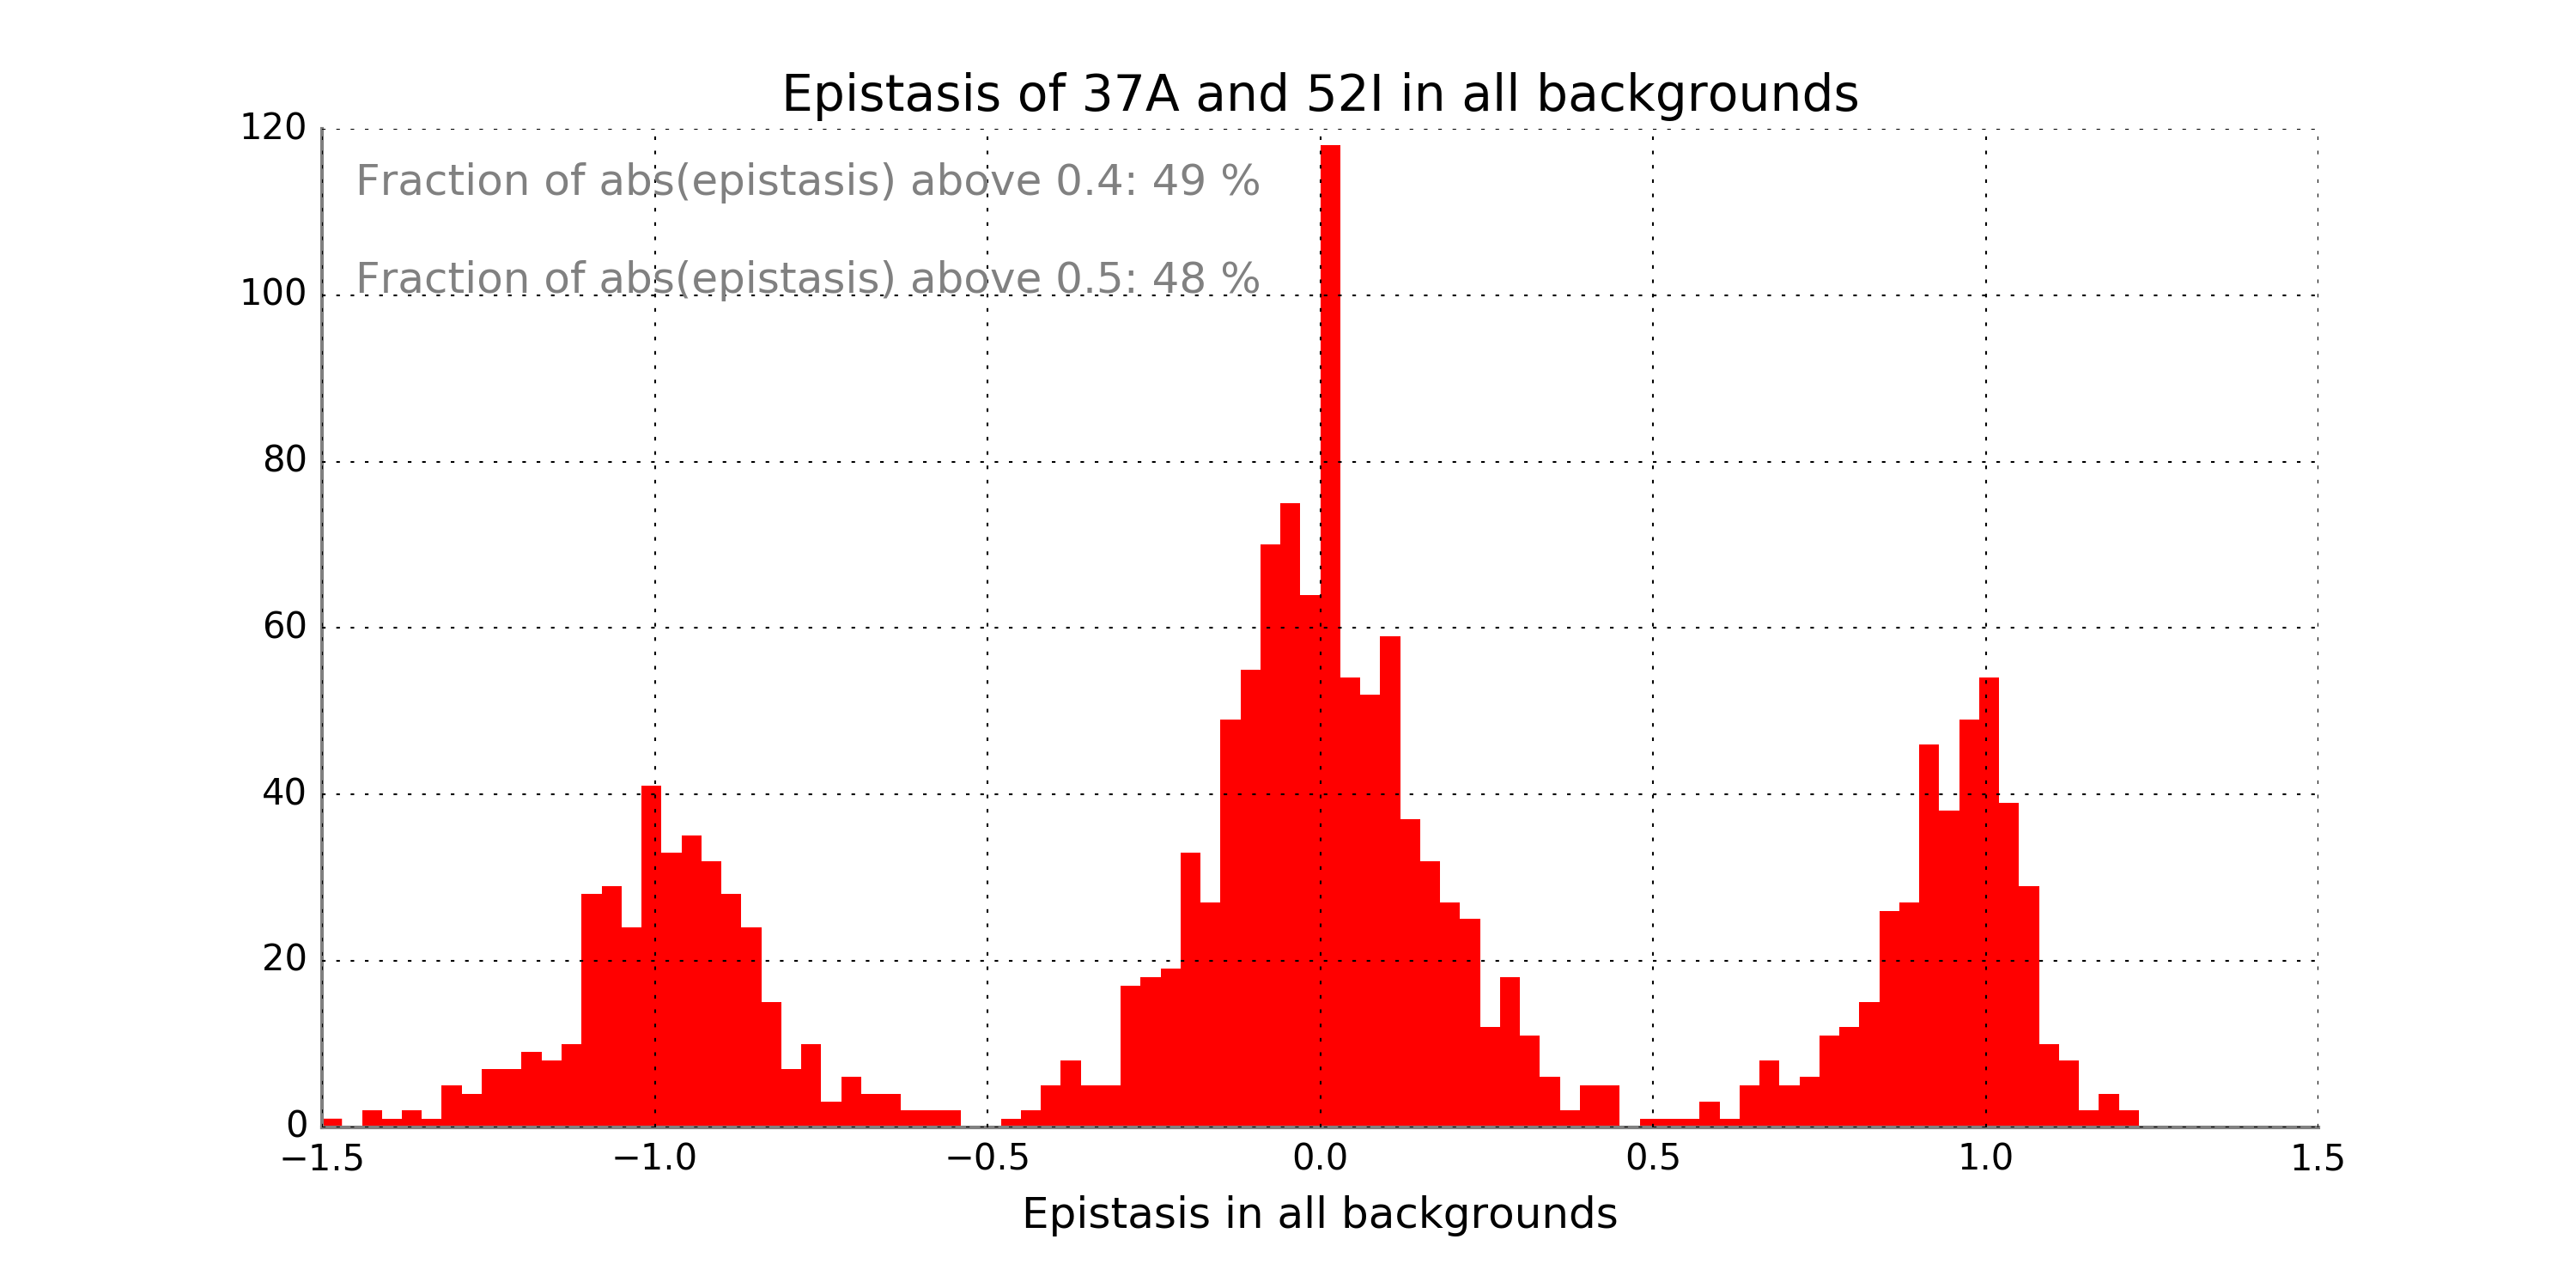 Epistasis of 37A and 52I in all backgrounds
120
Fraction of abs(epistasis) above 0.4: 49 %
Fraction of abs(epistasis) above 0.5: 48 %
100
80
60
40
20
0
−1.5 −1.0 −0.5 0.0 0.5 1.0 1.5
Epistasis in all backgrounds